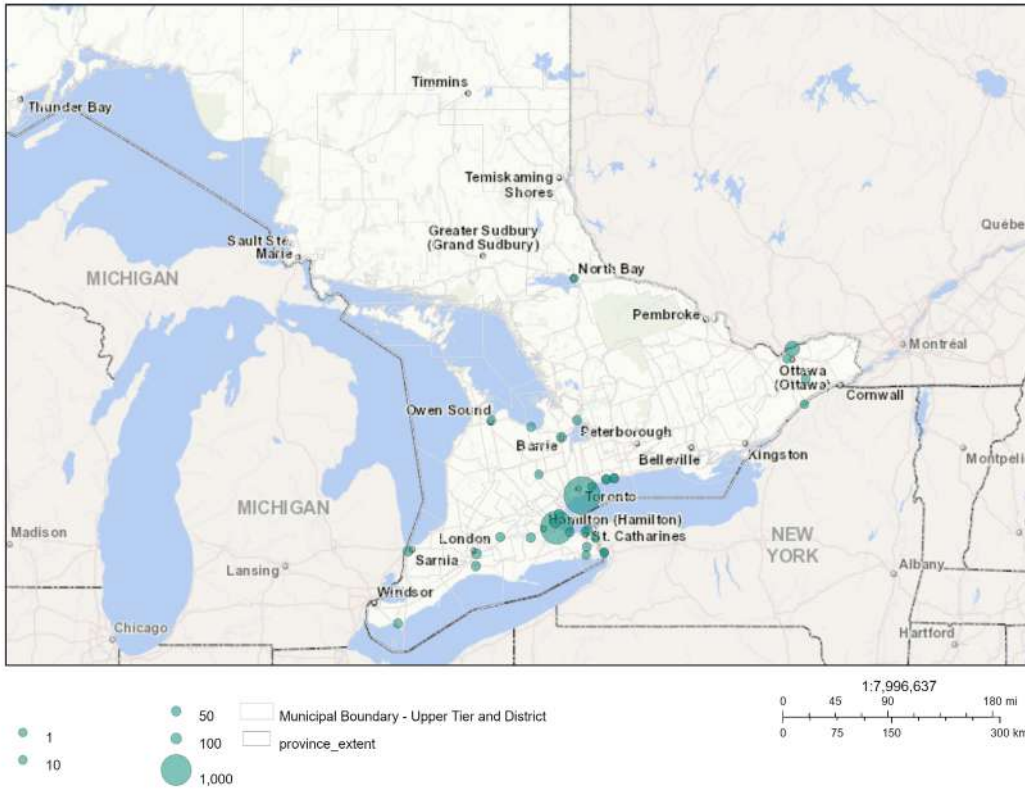 Timmins
Thunder Bay
Temiskaming
Shores
Greater Sudbury
(Grand Sudbury)
Québe
Sault Ste.
Marie
MICHIGAN
North Bay
Pembroke
Montréal
Ottawa
(Ottawa)
Cornwall
Owen Sound
Peterborough
Barrie
Belleville
Kingston
Montpeli
Toronto
MICHIGAN
Hamilton (Hamilton)
Madison
London
St. Catharines
NEW
YORK
Sarnia
Lansing
Albany
Windsor
Chicago
Hartford
1:7,996,637
0 45 90 180 mi
0 75 150 300 km
1
10
50
100
1,000
Municipal Boundary - Upper Tier and District
province_extent